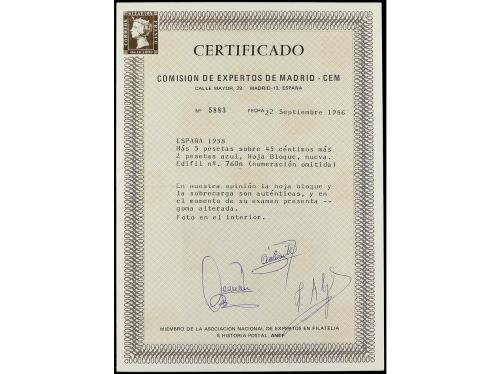 CERTIFICADO
COMISION DE EXPERTOS DE MADRID - CEM
CALLE MAYOR, 29. MADRID-13. ESPAÑA
Nº 5883 FECHA 22 Septiembre 1986
ESPAÑA 1938
Más 5 pesetas sobre 45 céntimos más
2 pesetas azul, Hoja Bloque, nueva.
Edifil nº. 760n (numeración omitida)
En nuestra opinión la hoja bloque y
la sobrecarga son auténticas, y en
el momento de su examen presenta --
goma alterada.
Foto en el interior.
MIEMBRO DE LA ASOCIACION NACIONAL DE EXPERTOS EN FILATELIA
E HISTORIA POSTAL ANEF